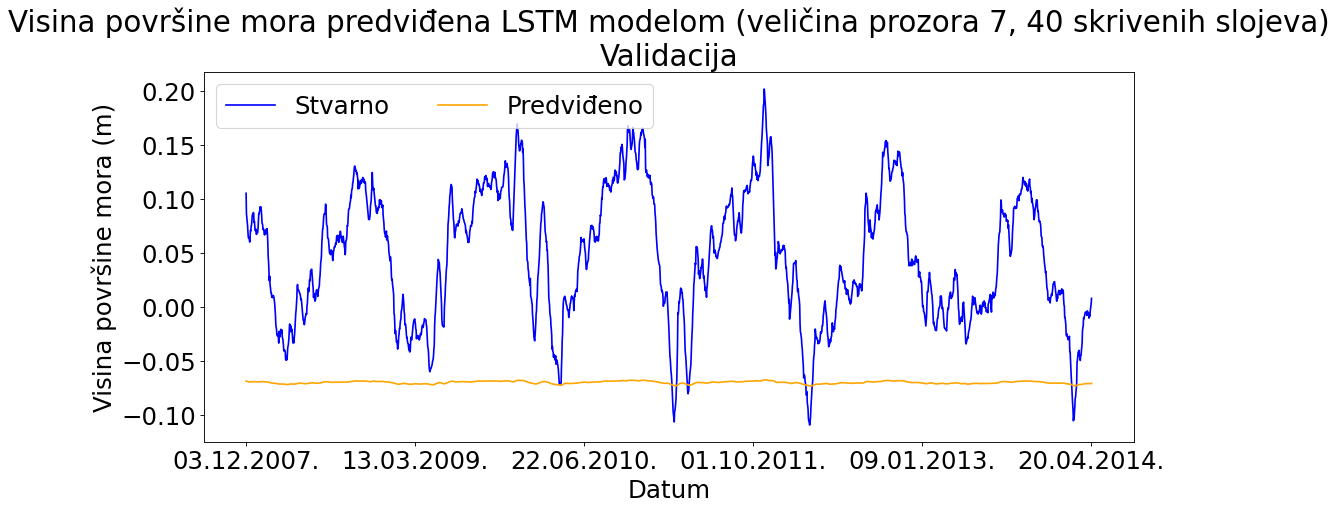 Visina površine mora predviđena LSTM modelom (veličina prozora 7, 40 skrivenih slojeva)
Validacija
Stvarno
Predviđeno
Visina površine mora (m)
0.20
0.15
0.10
0.05
0.00
−0.05
−0.10
03.12.2007.
13.03.2009.
22.06.2010.
01.10.2011.
09.01.2013.
20.04.2014.
Datum